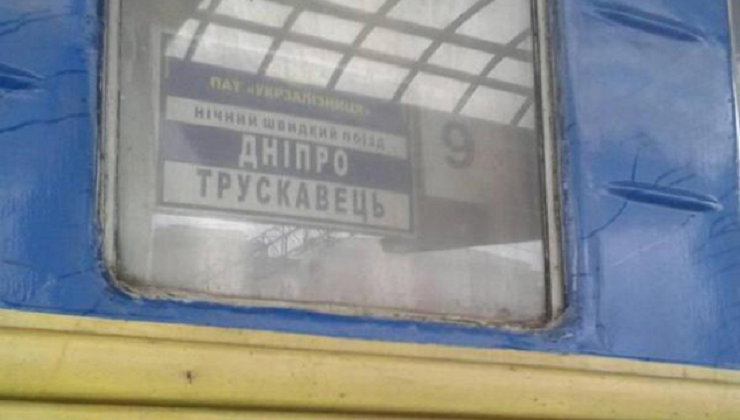 ПАТ «УКРЗАЛІЗНИЦЯ»
НІЧНИЙ ШВИДКИЙ ПОЇЗД
ДНІПРО
ТРУСКАВЕЦЬ
9